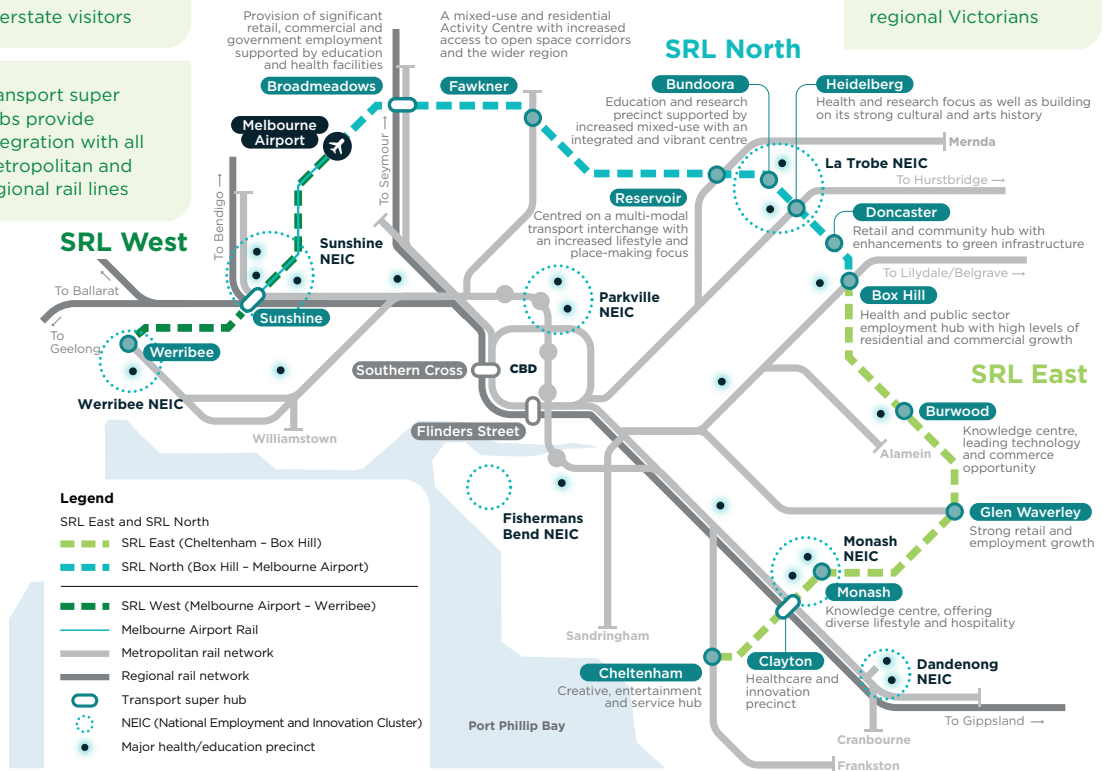 erstate visitors
regional Victorians
ansport super
bs provide
egration with all
etropolitan and
gional rail lines
Provision of significant
retail, commercial and
government employment
supported by education
and health facilities
Broadmeadows
A mixed-use and residential
Activity Centre with increased
access to open space corridors
and the wider region
Fawkner
SRL North
Bundoora
Education and research
precinct supported by
increased mixed-use with an
integrated and vibrant centre
Heidelberg
Health and research focus as well as building
on its strong cultural and arts history
Melbourne
Airport
To Seymour →
To Bendigo →
Mernda
La Trobe NEIC
To Hurstbridge →
Reservoir
Centred on a multi-modal
transport interchange with
an increased lifestyle and
place-making focus
Doncaster
Retail and community hub with
enhancements to green infrastructure
SRL West
Sunshine
NEIC
To Lilydale/Belgrave →
Box Hill
Health and public sector
employment hub with high levels of
residential and commercial growth
To Ballarat
To
Geelong
Sunshine
Parkville
NEIC
Werribee
Werribee NEIC
Southern Cross
CBD
SRL East
Flinders Street
Williamstown
Burwood
Knowledge centre,
leading technology
and commerce
opportunity
Alamein
Fishermans
Bend NEIC
Glen Waverley
Strong retail and
employment growth
Monash
NEIC
Monash
Knowledge centre, offering
diverse lifestyle and hospitality
Sandringham
Cheltenham
Creative, entertainment
and service hub
Clayton
Healthcare and
innovation
precinct
Dandenong
NEIC
To Gippsland →
Cranbourne
Frankston
Port Phillip Bay
Legend
SRL East and SRL North
SRL East (Cheltenham – Box Hill)
SRL North (Box Hill – Melbourne Airport)
SRL West (Melbourne Airport – Werribee)
Melbourne Airport Rail
Metropolitan rail network
Regional rail network
Transport super hub
NEIC (National Employment and Innovation Cluster)
Major health/education precinct